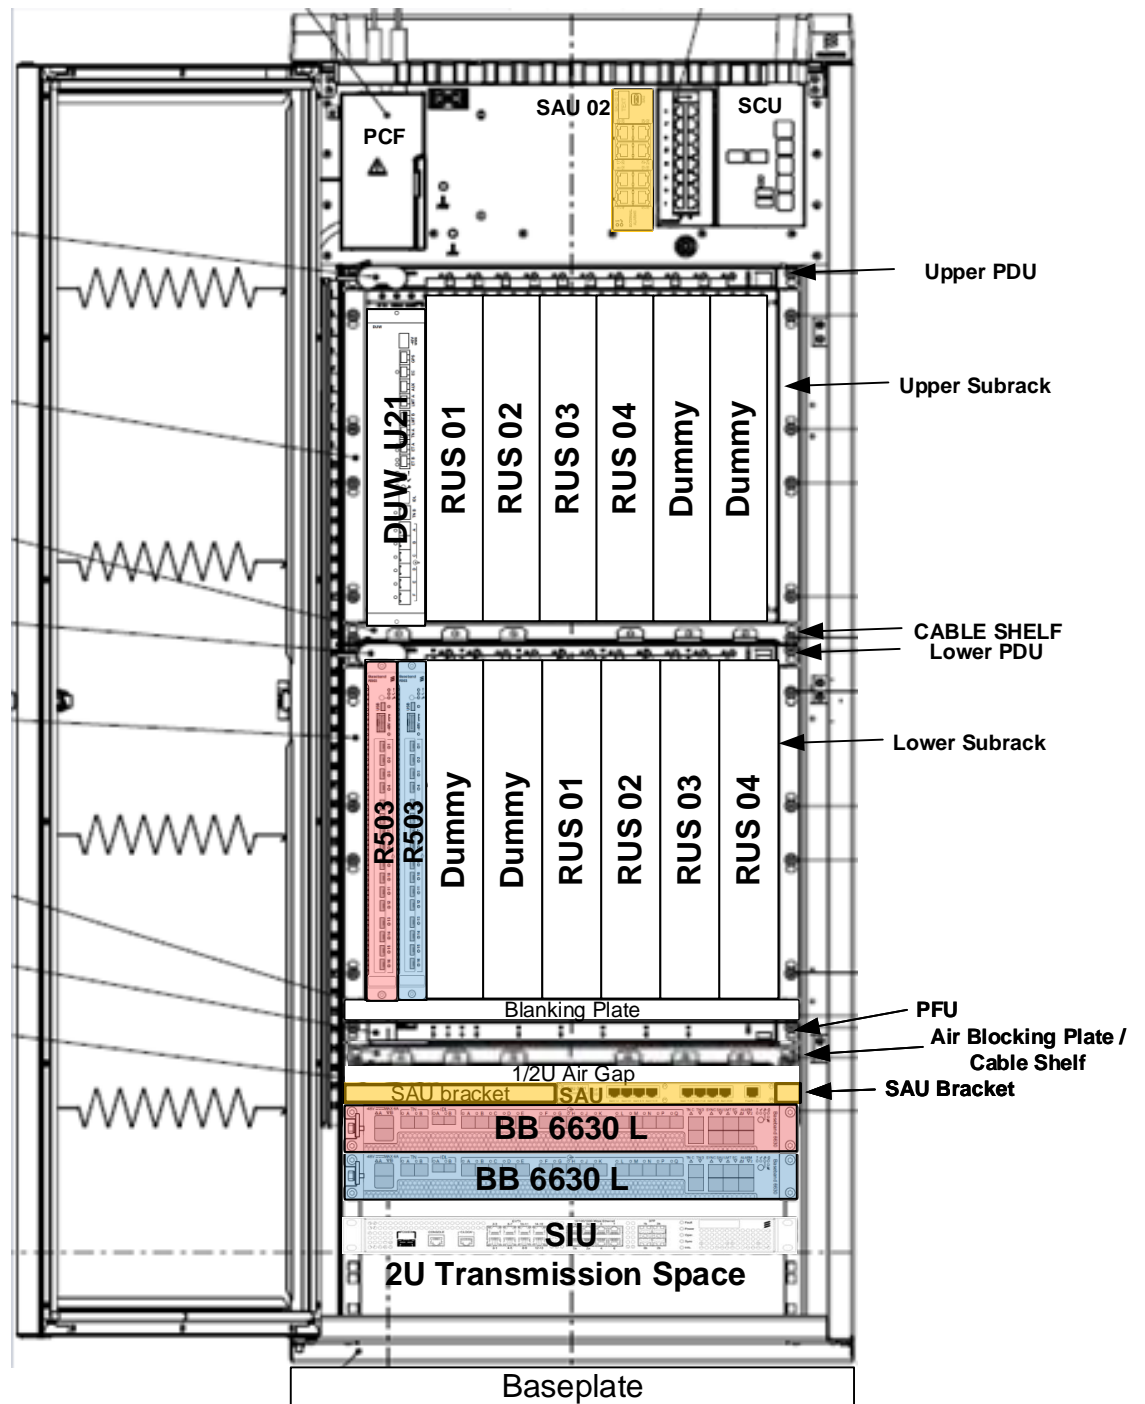 SAU 02
SCU
PCF
Upper PDU
DUW U21
RUS 01
RUS 02
RUS 03
RUS 04
Dummy
Dummy
Upper Subrack
CABLE SHELF
Lower PDU
R503
R503
Dummy
Dummy
RUS 01
RUS 02
RUS 03
RUS 04
Lower Subrack
Blanking Plate
PFU
Air Blocking Plate /
Cable Shelf
1/2U Air Gap
SAU bracket
SAU
SAU Bracket
BB 6630 L
BB 6630 L
SIU
2U Transmission Space
Baseplate